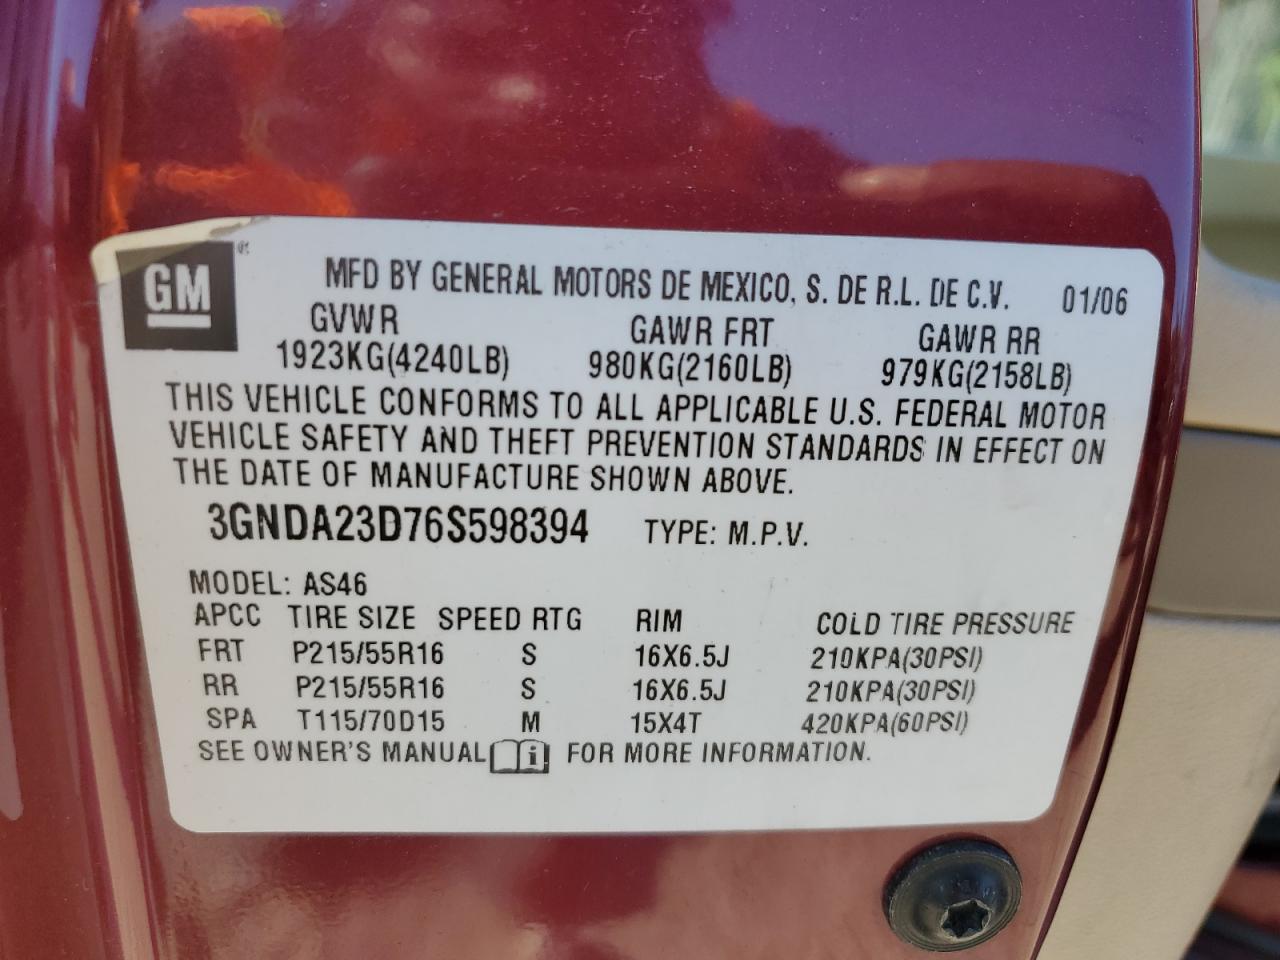 GM
MFD BY GENERAL MOTORS DE MEXICO, S. DE R.L. DE C.V. 01/06
GVWR GAWR FRT GAWR RR
1923KG(4240LB) 980KG(2160LB) 979KG(2158LB)
THIS VEHICLE CONFORMS TO ALL APPLICABLE U.S. FEDERAL MOTOR
VEHICLE SAFETY AND THEFT PREVENTION STANDARDS IN EFFECT ON
THE DATE OF MANUFACTURE SHOWN ABOVE.
3GNDA23D76S598394 TYPE: M.P.V.
MODEL: AS46
APCC TIRE SIZE SPEED RTG RIM COLD TIRE PRESSURE
FRT P215/55R16 S 16X6.5J 210KPA(30PSI)
RR P215/55R16 S 16X6.5J 210KPA(30PSI)
SPA T115/70D15 M 15X4T 420KPA(60PSI)
SEE OWNER'S MANUAL i FOR MORE INFORMATION.